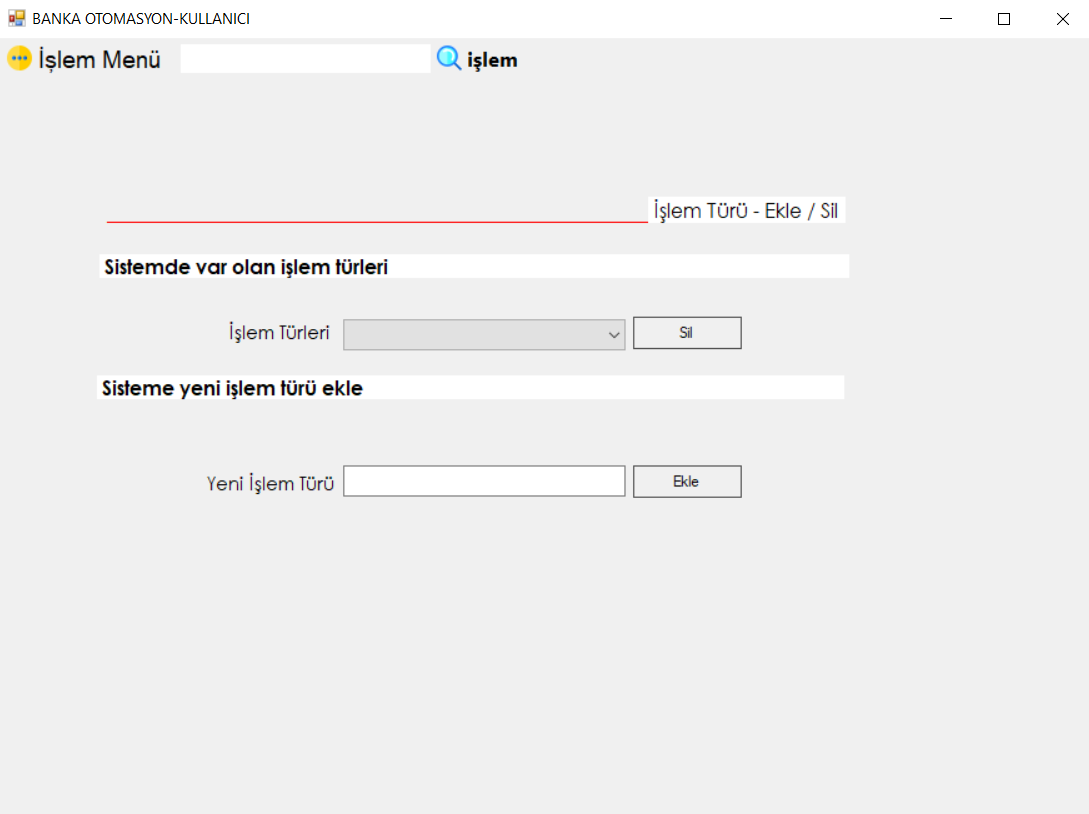 BANKA OTOMASYON-KULLANICI
İşlem Menü işlem
İşlem Türü - Ekle / Sil
Sistemde var olan işlem türleri
İşlem Türleri Sil
Sisteme yeni işlem türü ekle
Yeni İşlem Türü Ekle